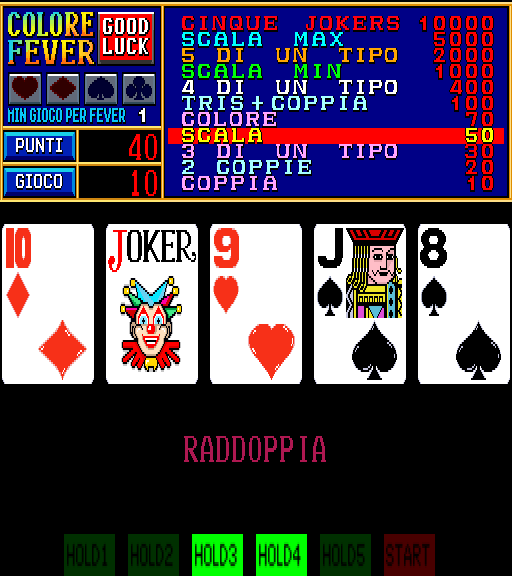 COLORE FEVER
GOOD LUCK
MIN GIOCO PER FEVER 1
PUNTI 40
GIOCO 10
CINQUE JOKERS 10000
SCALA MAX 5000
5 DI UN TIPO 2000
SCALA MIN 1000
4 DI UN TIPO 400
TRIS+COPPIA 100
COLORE 70
SCALA 50
3 DI UN TIPO 30
2 COPPIE 20
COPPIA 10
10 JOKER 9 J 8
RADDOPPIA
HOLD1 HOLD2 HOLD3 HOLD4 HOLD5 START